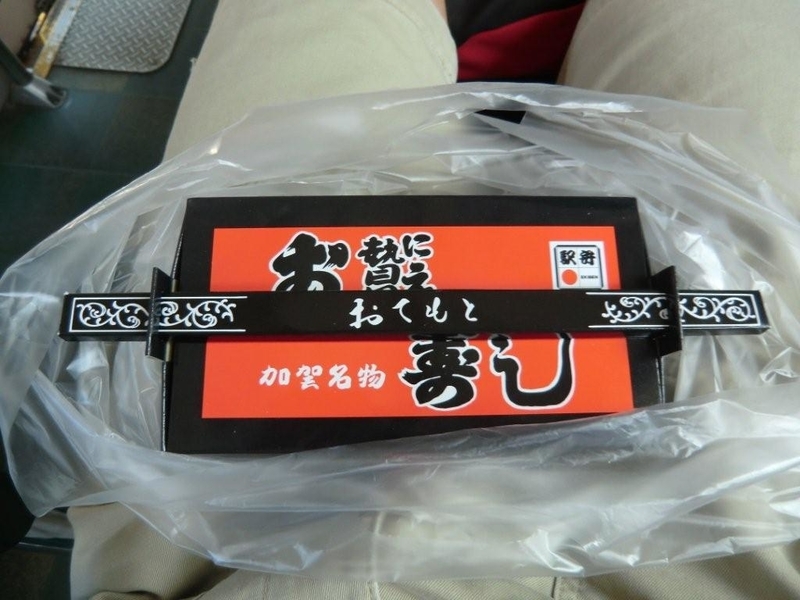 お贄にえ
寿し
駅弁
おてもと
加賀名物